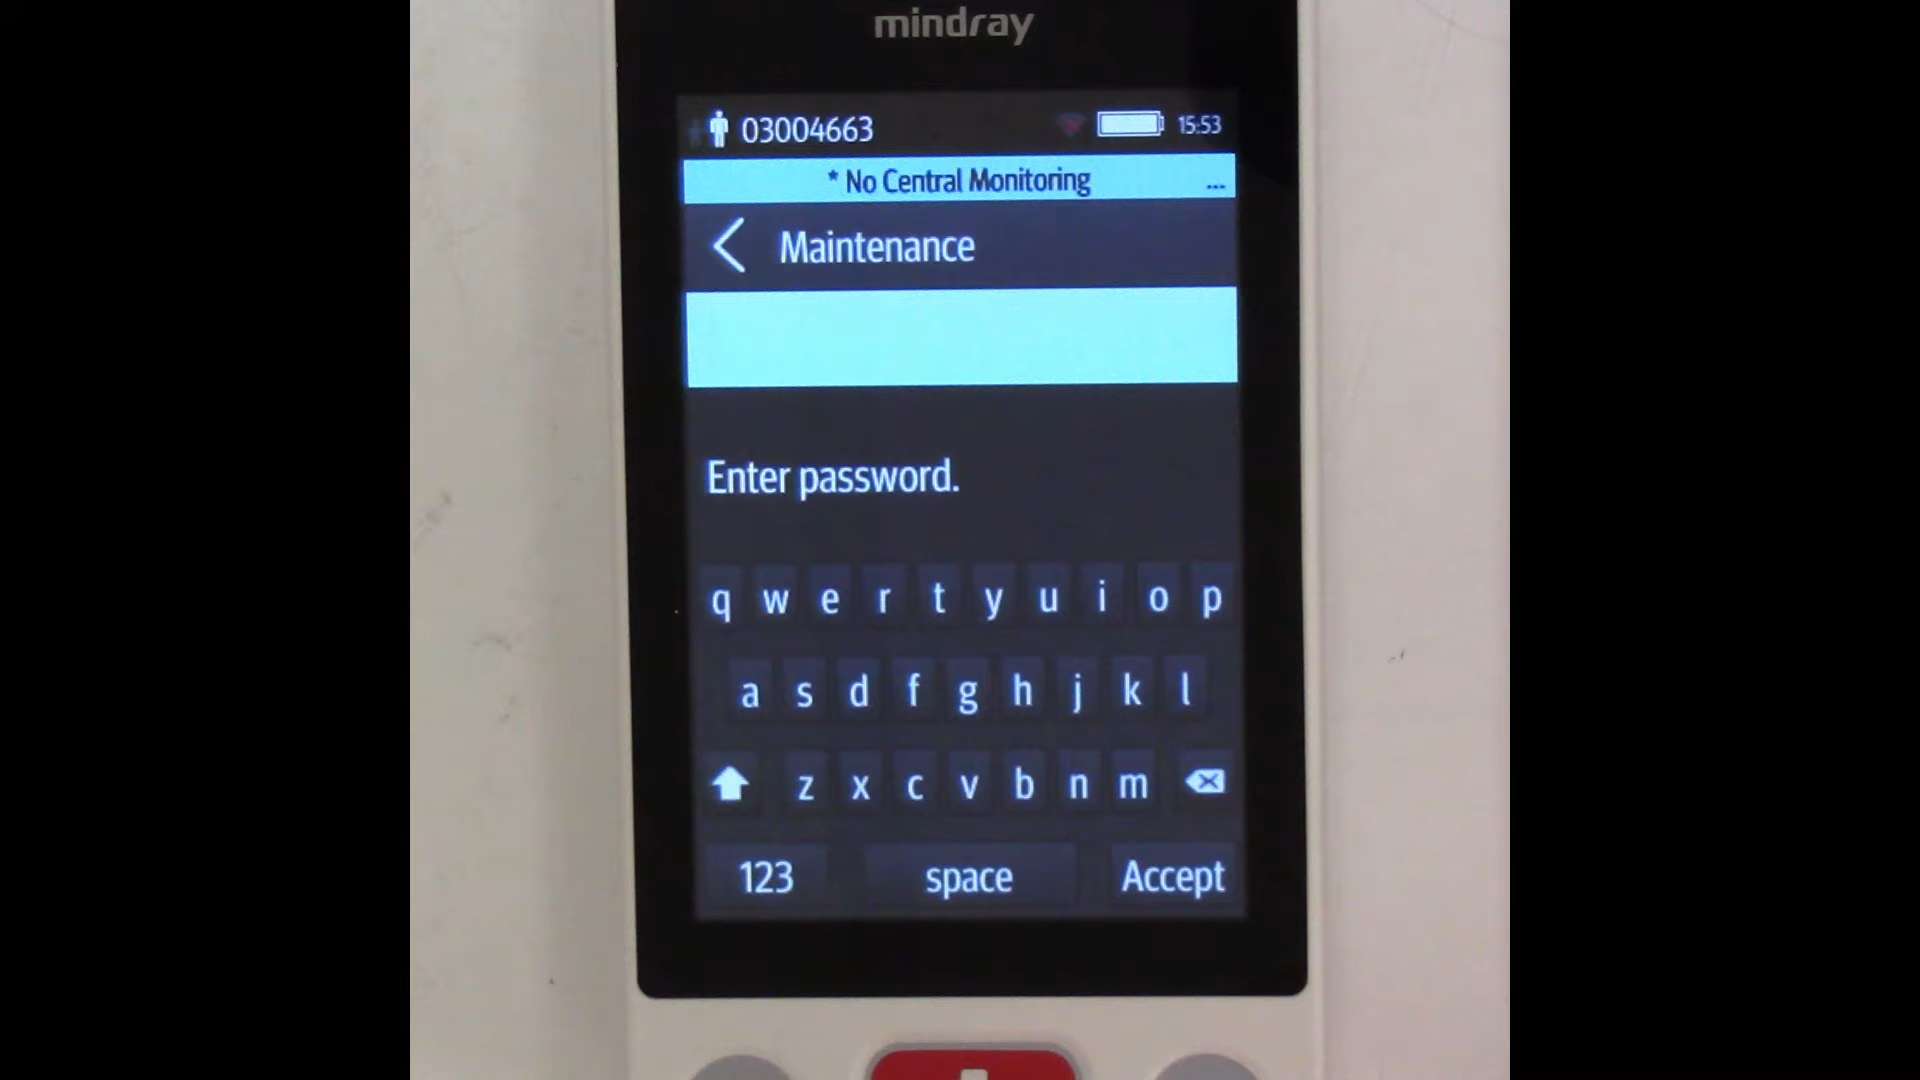 mindray
03004663 15:53
* No Central Monitoring ...
Maintenance
Enter password.
q w e r t y u i o p
a s d f g h j k l
z x c v b n m
123 space Accept